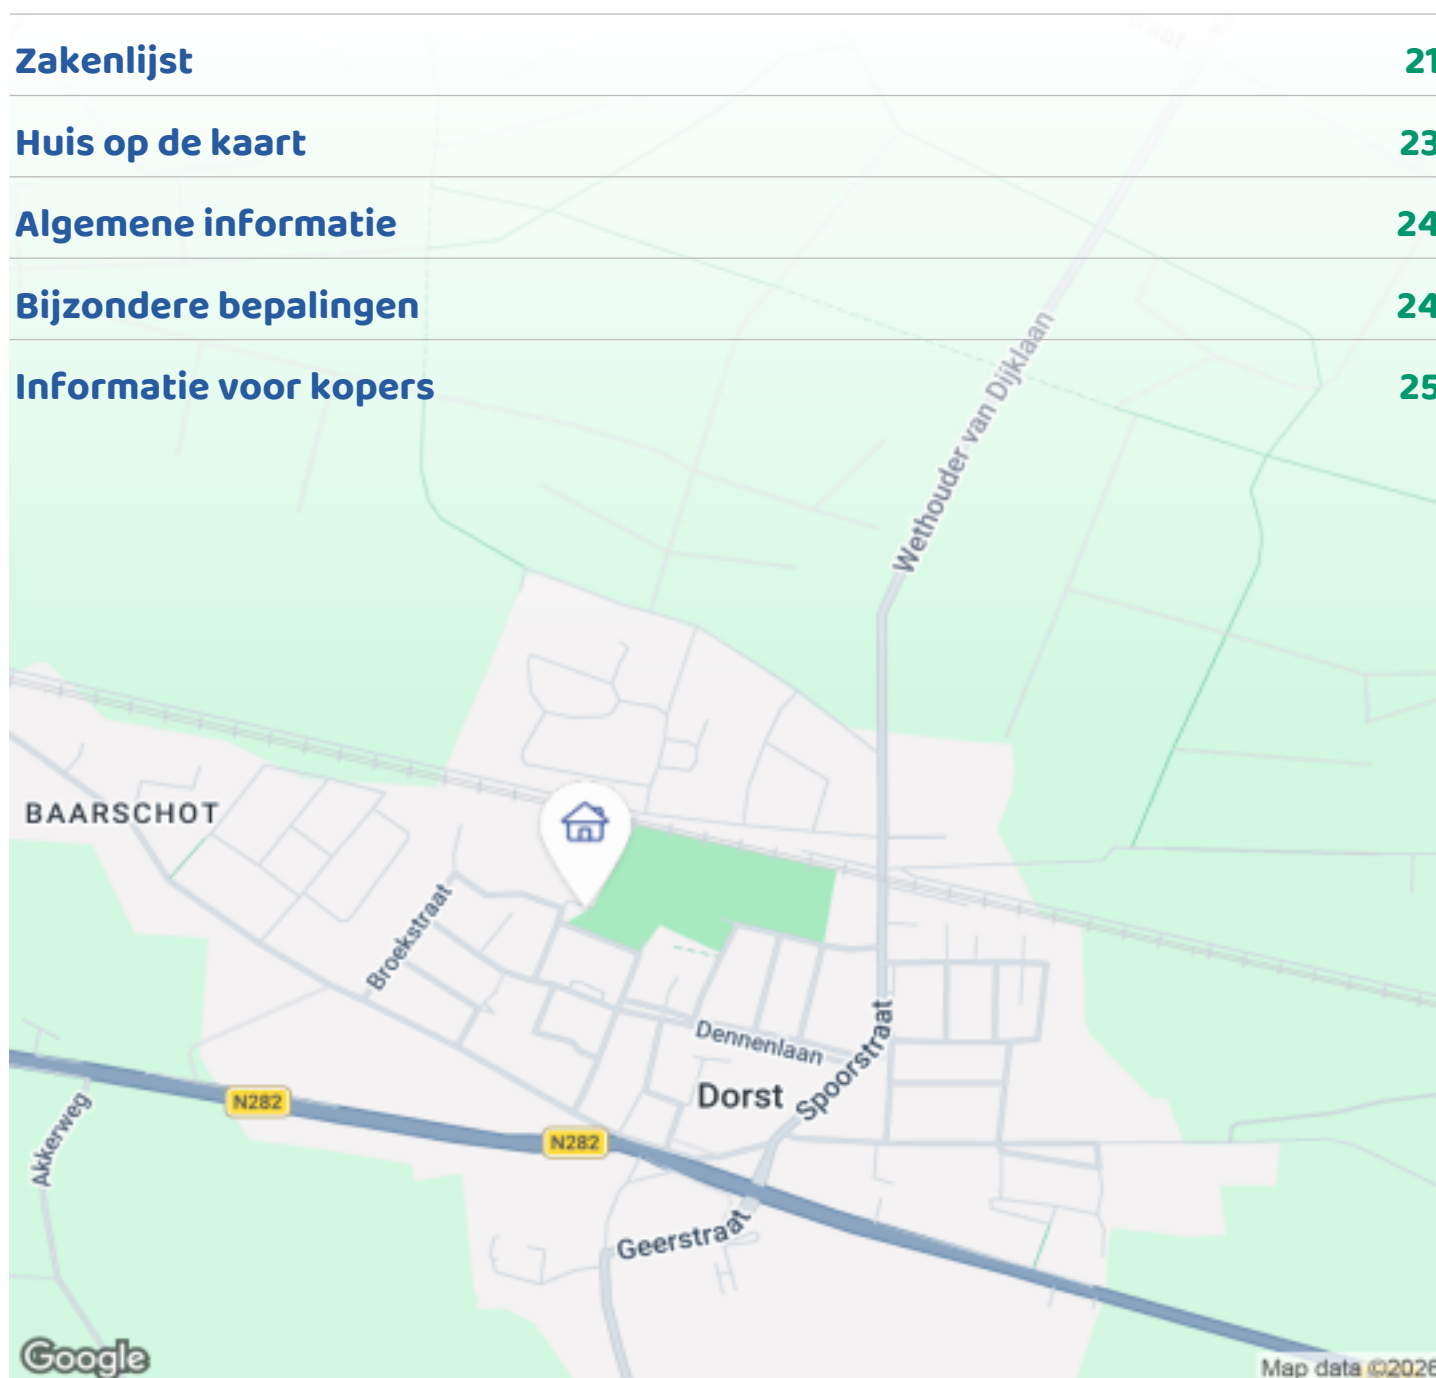 Zakenlijst 21
Huis op de kaart 23
Algemene informatie 24
Bijzondere bepalingen 24
Informatie voor kopers 25
Wethouder van Dijklaan
BAARSCHOT
Broekstraat
Dennenlaan
Spoorstraat
Dorst
N282
N282
Akkerweg
Geerstraat
Google
Map data ©2026